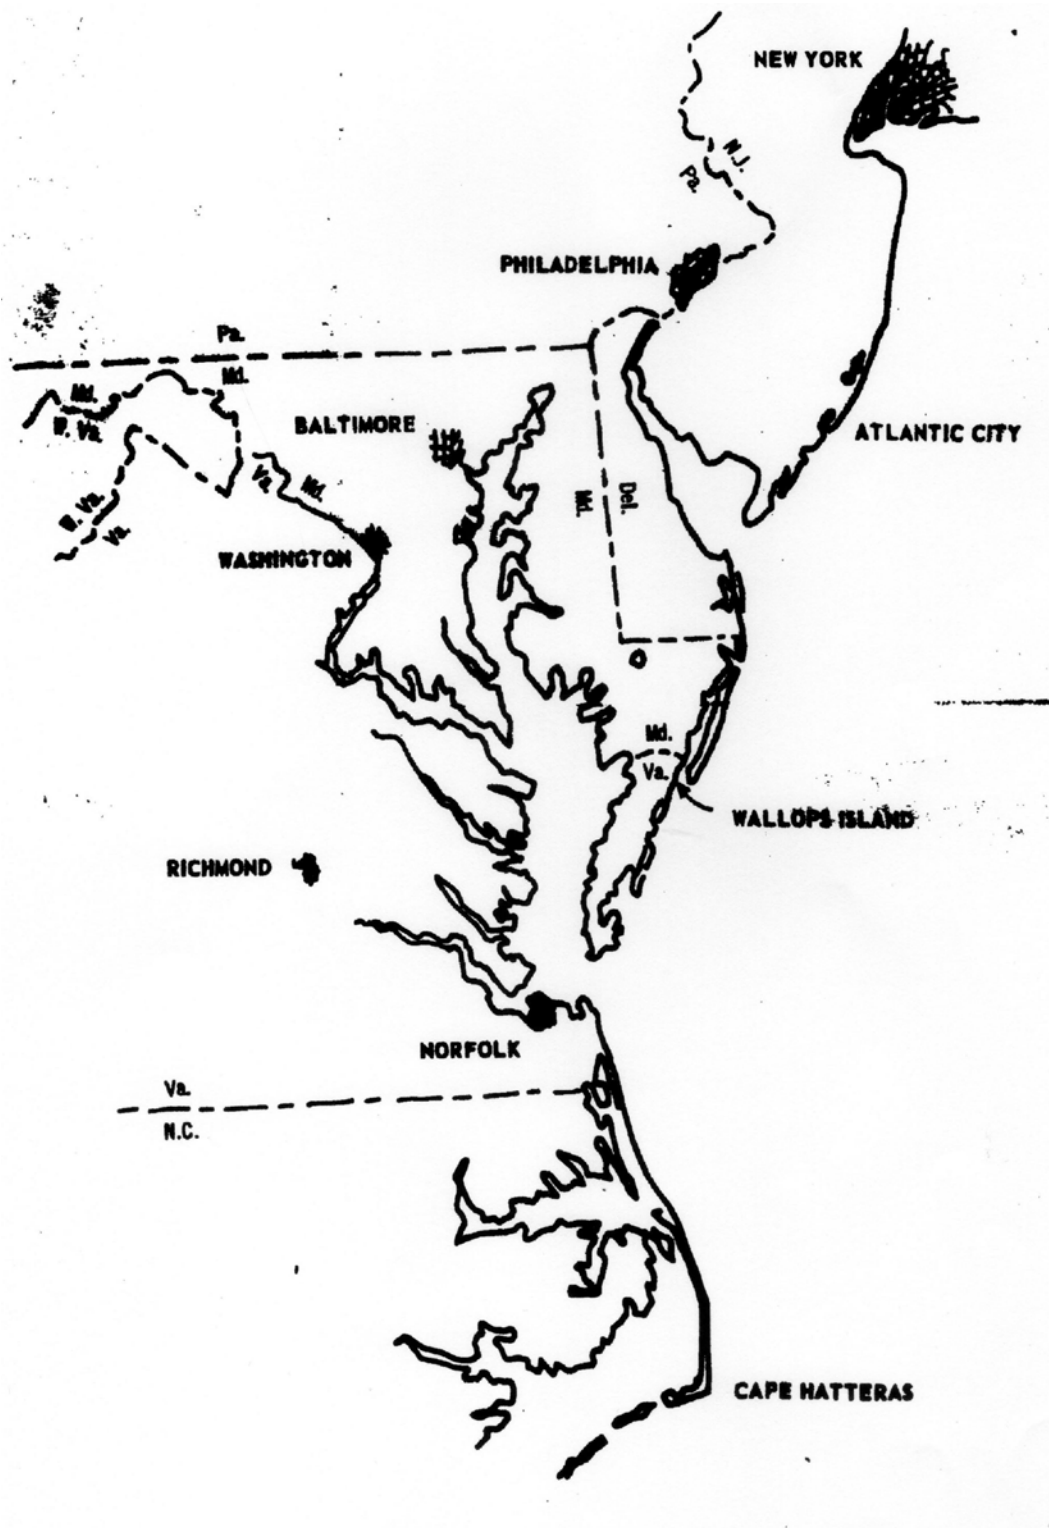 NEW YORK
N.J.
Pa.
PHILADELPHIA
Pa.
Md.
Md.
W. Va.
BALTIMORE
ATLANTIC CITY
Va.
Md.
Del.
Md.
W. Va.
Va.
WASHINGTON
Md.
Va.
WALLOPS ISLAND
RICHMOND
NORFOLK
Va.
N.C.
CAPE HATTERAS